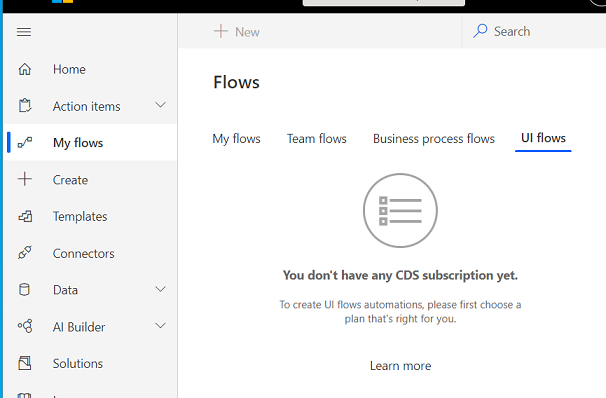 New
Search
Home
Action items
My flows
Create
Templates
Connectors
Data
AI Builder
Solutions
Flows
My flows
Team flows
Business process flows
UI flows
You don't have any CDS subscription yet.
To create UI flows automations, please first choose a
plan that's right for you.
Learn more